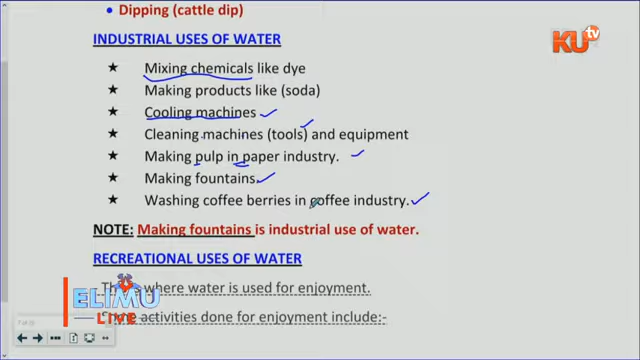 • Dipping (cattle dip)
INDUSTRIAL USES OF WATER
★ Mixing chemicals like dye
★ Making products like (soda)
★ Cooling machines
★ Cleaning machines (tools) and equipment
★ Making pulp in paper industry.
★ Making fountains.
★ Washing coffee berries in coffee industry.
NOTE: Making fountains is industrial use of water.
RECREATIONAL USES OF WATER
where water is used for enjoyment.
activities done for enjoyment include:-
KU tv
ELIMU
LIVE